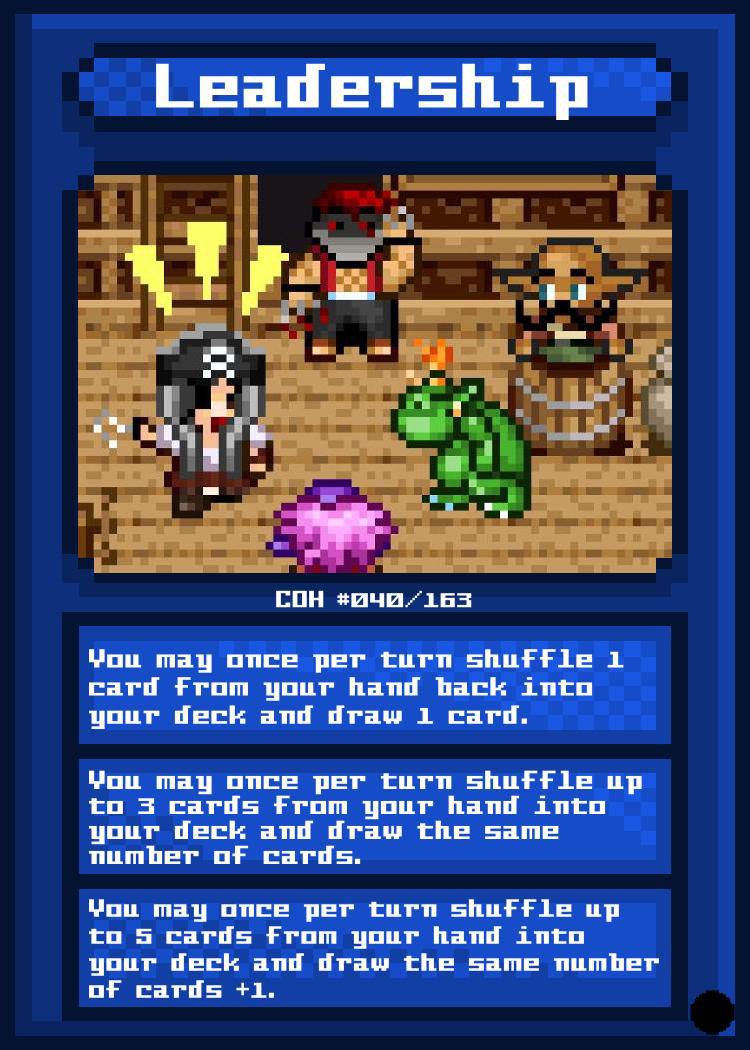 Leadership
COH #040/163
You may once per turn shuffle 1
card from your hand back into
your deck and draw 1 card.
You may once per turn shuffle up
to 3 cards from your hand into
your deck and draw the same
number of cards.
You may once per turn shuffle up
to 5 cards from your hand into
your deck and draw the same number
of cards +1.